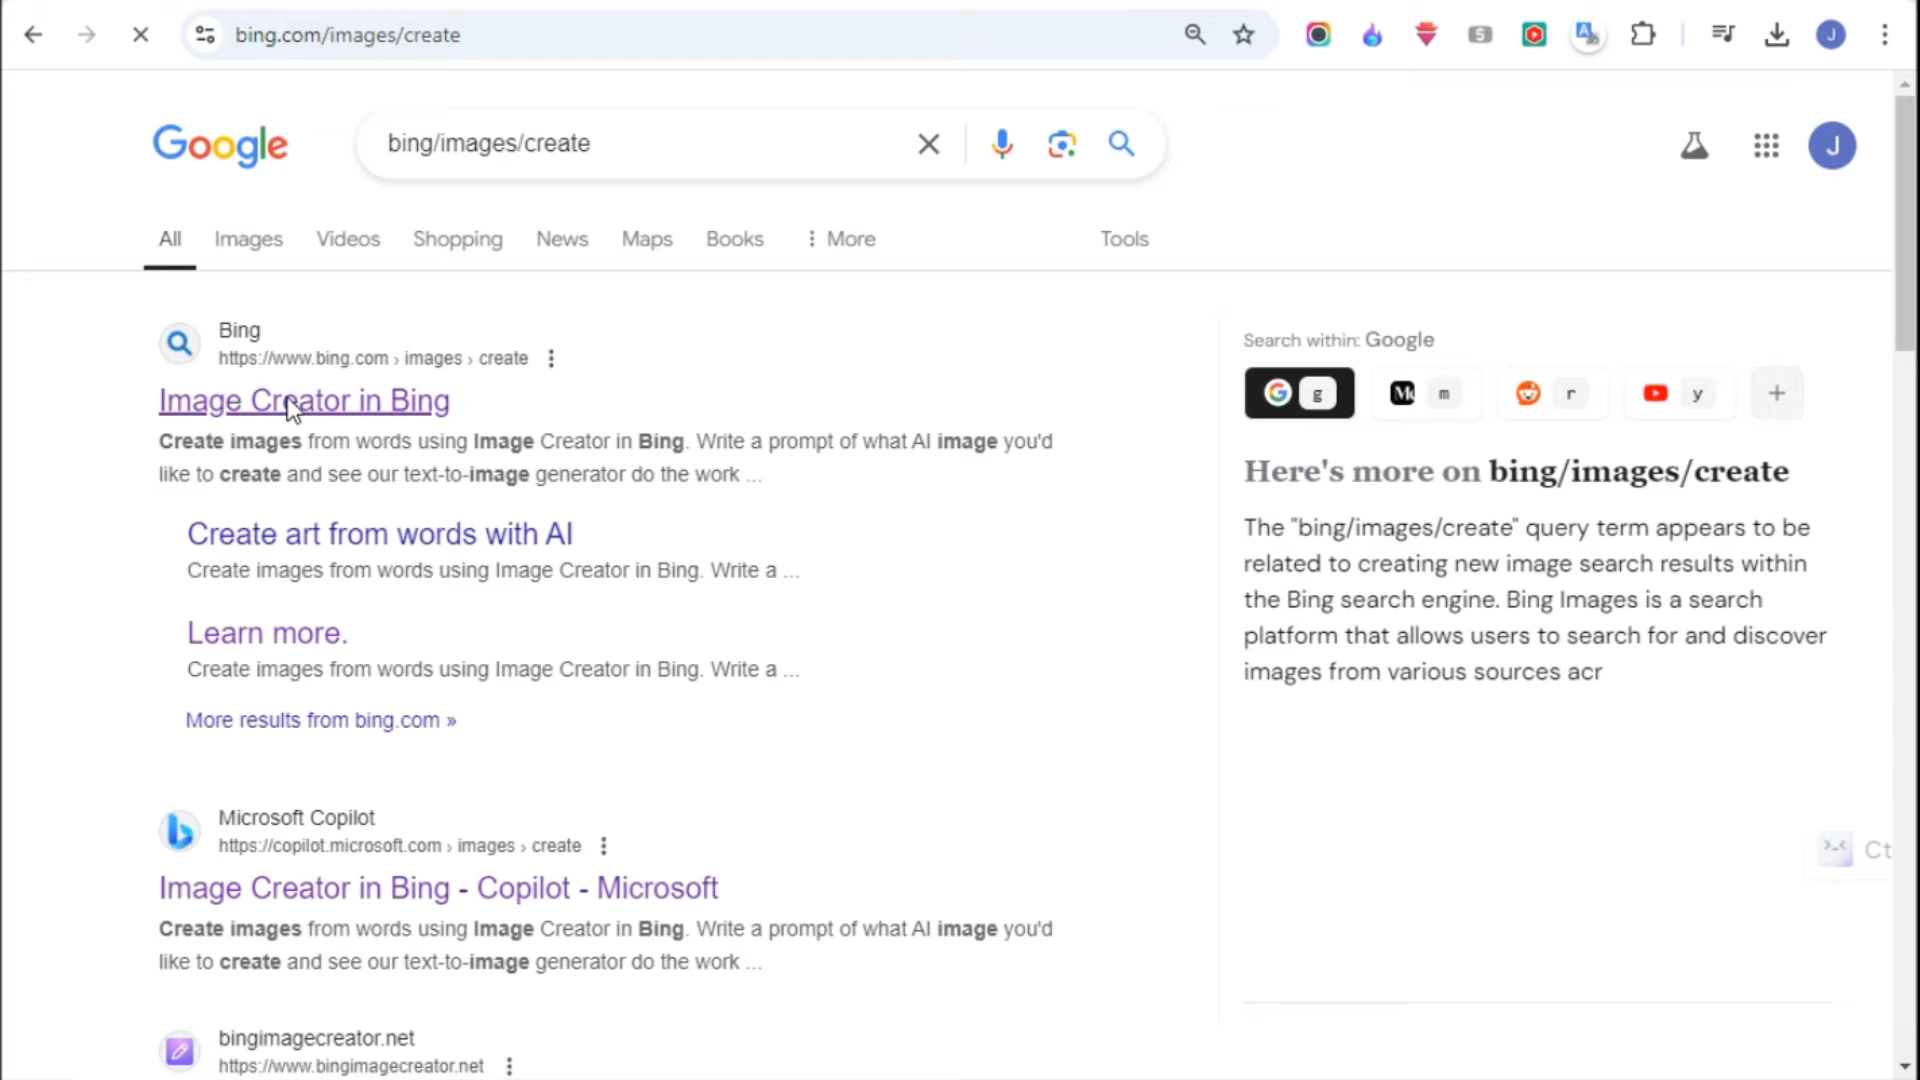 bing.com/images/create
S
J
Google
bing/images/create
J
All
Images
Videos
Shopping
News
Maps
Books
More
Tools
Bing
https://www.bing.com › images › create
Image Creator in Bing
Create images from words using Image Creator in Bing. Write a prompt of what AI image you'd
like to create and see our text-to-image generator do the work ...
Create art from words with AI
Create images from words using Image Creator in Bing. Write a ...
Learn more.
Create images from words using Image Creator in Bing. Write a ...
More results from bing.com »
Microsoft Copilot
https://copilot.microsoft.com › images › create
Image Creator in Bing - Copilot - Microsoft
Create images from words using Image Creator in Bing. Write a prompt of what AI image you'd
like to create and see our text-to-image generator do the work ...
bingimagecreator.net
https://www.bingimagecreator.net
Search within: Google
g
m
r
y
Here's more on bing/images/create
The "bing/images/create" query term appears to be
related to creating new image search results within
the Bing search engine. Bing Images is a search
platform that allows users to search for and discover
images from various sources acr
Ct